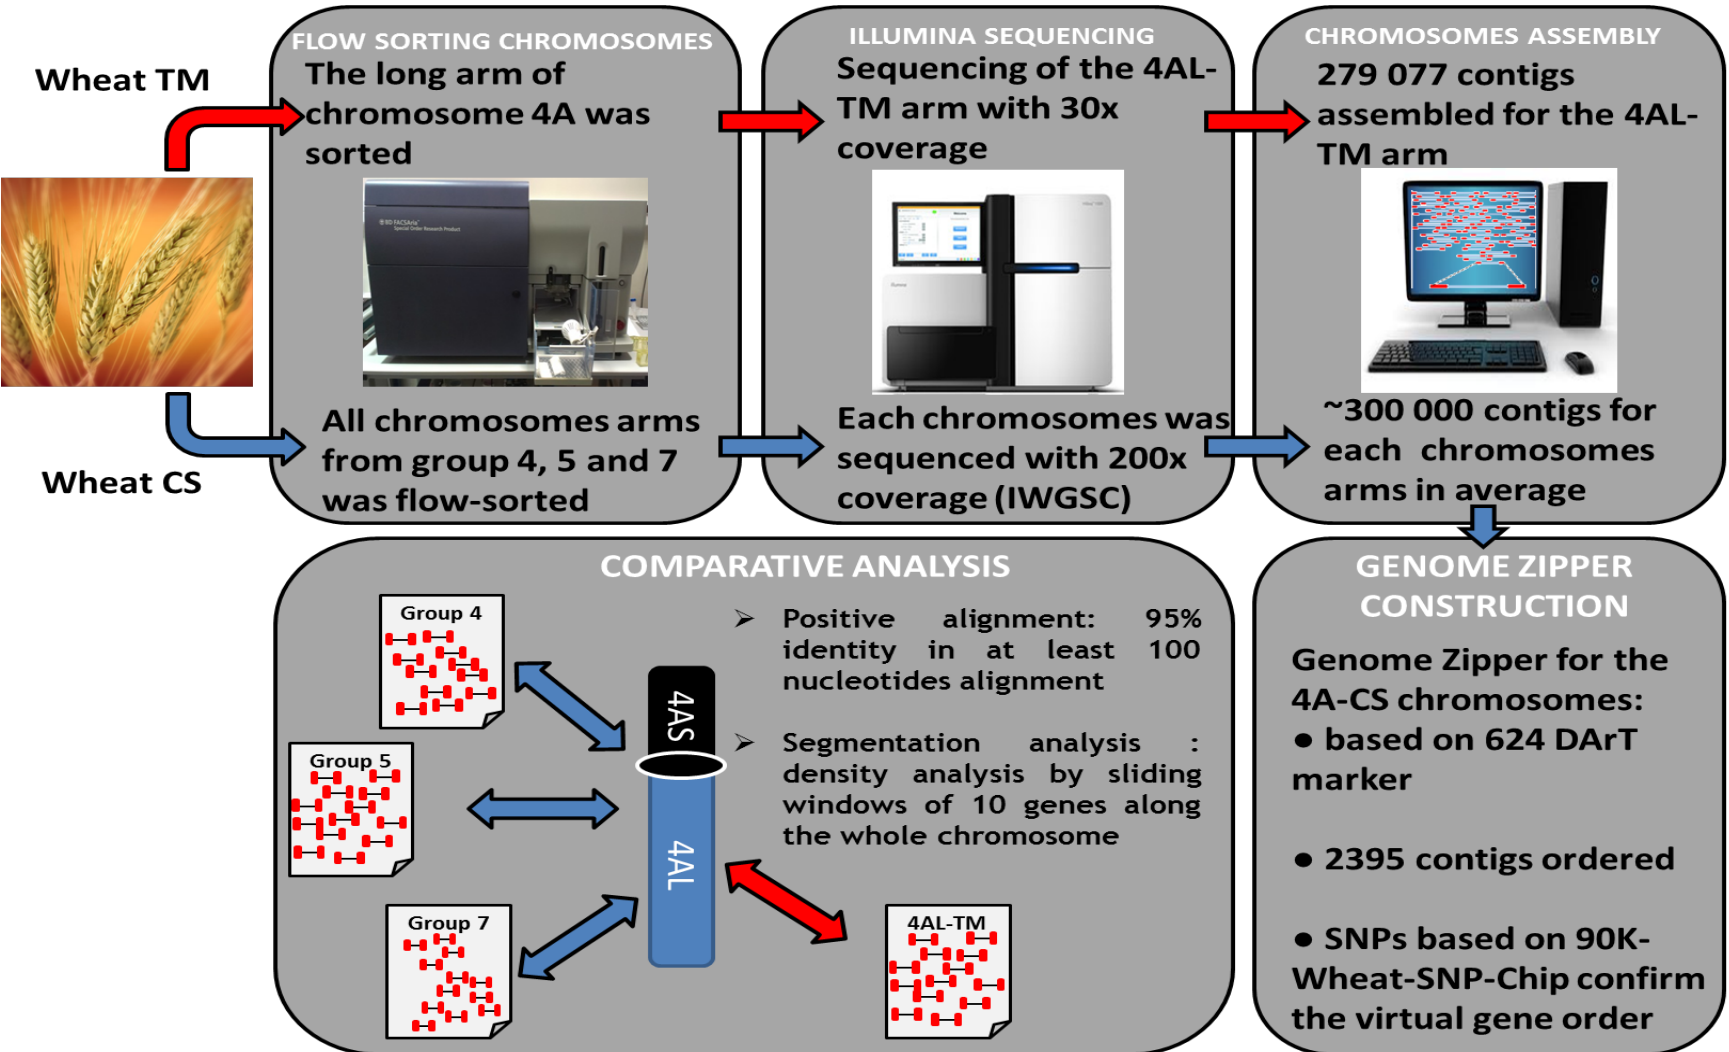 Wheat TM
Wheat CS
FLOW SORTING CHROMOSOMES
The long arm of
chromosome 4A was
sorted
BD FACSAria
Special Order Research Product
All chromosomes arms
from group 4, 5 and 7
was flow-sorted
ILLUMINA SEQUENCING
Sequencing of the 4AL-
TM arm with 30x
coverage
Each chromosomes was
sequenced with 200x
coverage (IWGSC)
CHROMOSOMES ASSEMBLY
279 077 contigs
assembled for the 4AL-
TM arm
~300 000 contigs for
each chromosomes
arms in average
COMPARATIVE ANALYSIS
Group 4
Group 5
Group 7
4AS
4AL
4AL-TM
➢ Positive alignment: 95%
identity in at least 100
nucleotides alignment
➢ Segmentation analysis :
density analysis by sliding
windows of 10 genes along
the whole chromosome
GENOME ZIPPER
CONSTRUCTION
Genome Zipper for the
4A-CS chromosomes:
● based on 624 DArT
marker
● 2395 contigs ordered
● SNPs based on 90K-
Wheat-SNP-Chip confirm
the virtual gene order